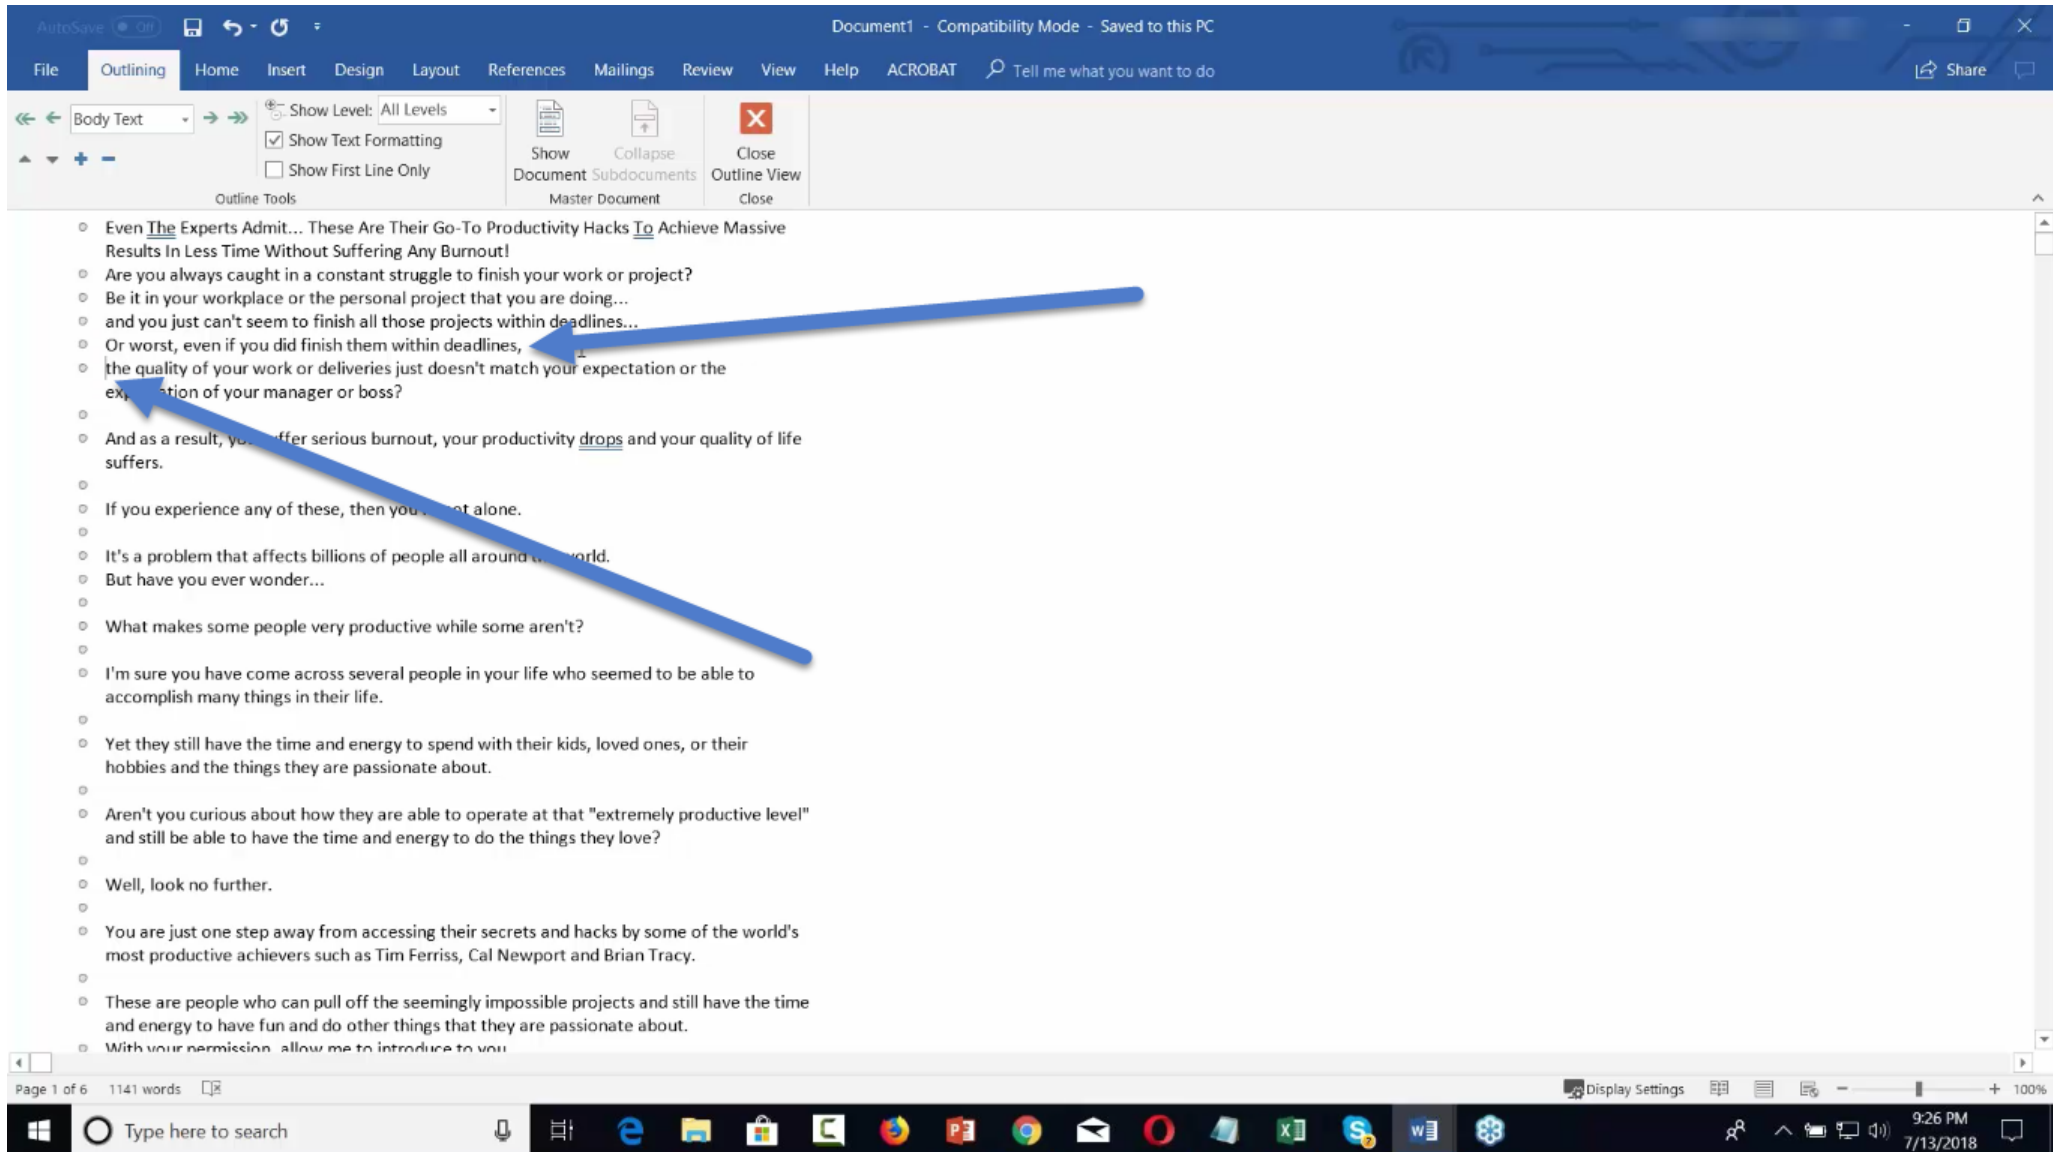 AutoSave Off
Document1 - Compatibility Mode - Saved to this PC
File Outlining Home Insert Design Layout References Mailings Review View Help ACROBAT Tell me what you want to do Share
Body Text
Show Level: All Levels
Show Text Formatting
Show First Line Only
Outline Tools
Show Document
Collapse Subdocuments
Master Document
Close Outline View
Close
Even The Experts Admit... These Are Their Go-To Productivity Hacks To Achieve Massive
Results In Less Time Without Suffering Any Burnout!
Are you always caught in a constant struggle to finish your work or project?
Be it in your workplace or the personal project that you are doing...
and you just can't seem to finish all those projects within deadlines...
Or worst, even if you did finish them within deadlines,
the quality of your work or deliveries just doesn't match your expectation or the
of your manager or boss?
And as a result, serious burnout, your productivity drops and your quality of life
suffers.
If you experience any of these, then alone.
It's a problem that affects billions of people all around
But have you ever wonder...
What makes some people very productive while some aren't?
I'm sure you have come across several people in your life who seemed to be able to
accomplish many things in their life.
Yet they still have the time and energy to spend with their kids, loved ones, or their
hobbies and the things they are passionate about.
Aren't you curious about how they are able to operate at that "extremely productive level"
and still be able to have the time and energy to do the things they love?
Well, look no further.
You are just one step away from accessing their secrets and hacks by some of the world's
most productive achievers such as Tim Ferriss, Cal Newport and Brian Tracy.
These are people who can pull off the seemingly impossible projects and still have the time
and energy to have fun and do other things that they are passionate about.
With your permission, allow me to introduce to you
Page 1 of 6 1141 words
Display Settings
100%
Type here to search
9:26 PM
7/13/2018